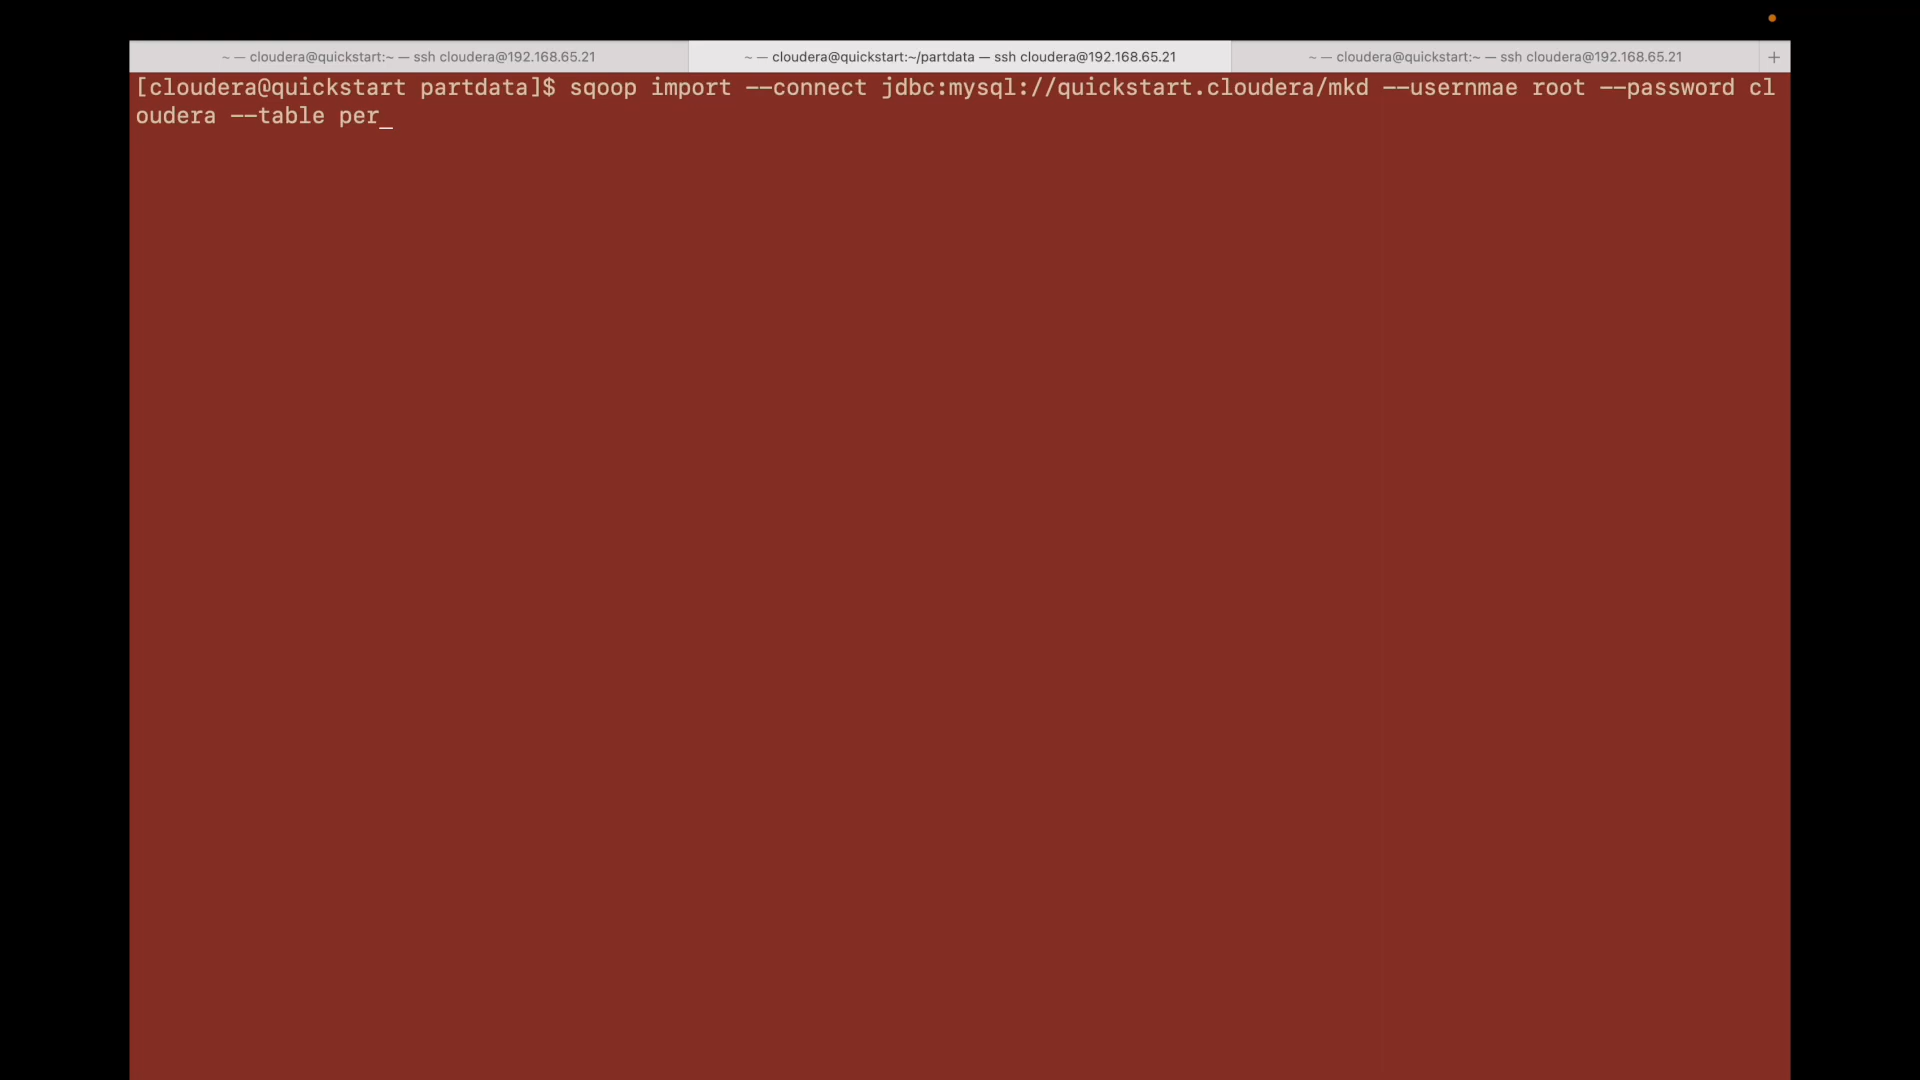 ~ — cloudera@quickstart:~ — ssh cloudera@192.168.65.21
~ — cloudera@quickstart:~/partdata — ssh cloudera@192.168.65.21
~ — cloudera@quickstart:~ — ssh cloudera@192.168.65.21
+
[cloudera@quickstart partdata]$ sqoop import --connect jdbc:mysql://quickstart.cloudera/mkd --usernmae root --password cl
oudera --table per_